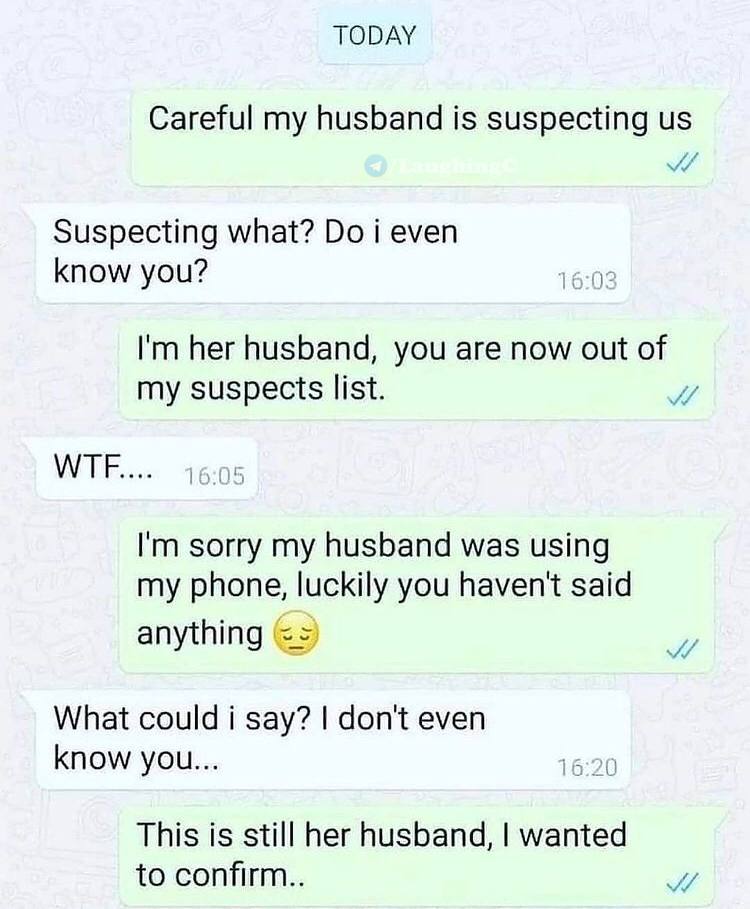 TODAY
Careful my husband is suspecting us
Suspecting what? Do i even
know you?
16:03
I'm her husband, you are now out of
my suspects list.
WTF.... 16:05
I'm sorry my husband was using
my phone, luckily you haven't said
anything 😔
What could i say? I don't even
know you...
16:20
This is still her husband, I wanted
to confirm..